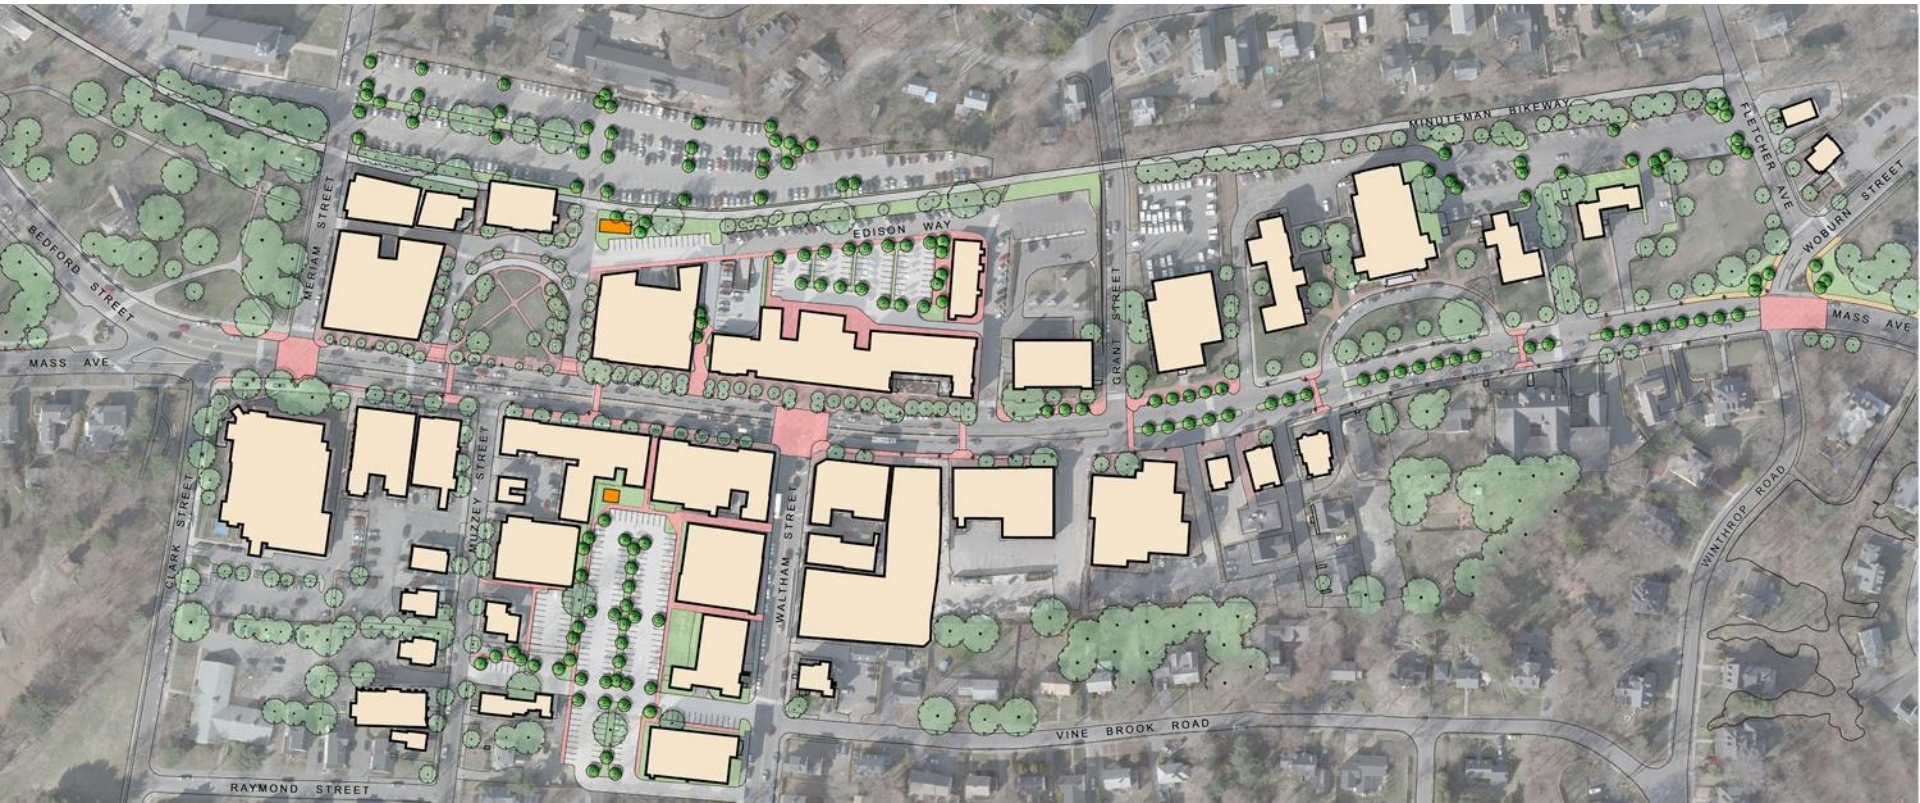 MINUTEMAN BIKEWAY
FLETCHER AVE
WOBURN STREET
MERIAM STREET
EDISON WAY
BEDFORD STREET
GRANT STREET
MASS AVE
MASS AVE
CLARK STREET
MUZZEY STREET
WALTHAM STREET
WINTHROP ROAD
VINE BROOK ROAD
RAYMOND STREET